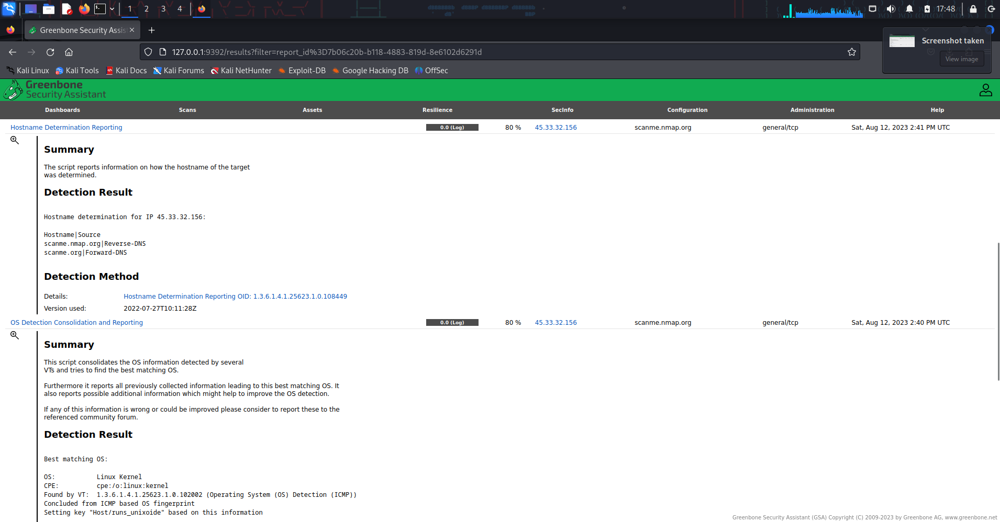 1 2 3 4
17:48
Greenbone Security Assis
127.0.0.1:9392/results?filter=report_id%3D7b06c20b-b118-4883-819d-8e6102d6291d
Screenshot taken
View image
Kali Linux Kali Tools Kali Docs Kali Forums Kali NetHunter Exploit-DB Google Hacking DB OffSec
Greenbone
Security Assistant
Dashboards Scans Assets Resilience SecInfo Configuration Administration Help
Hostname Determination Reporting 0.0 (Log) 80 % 45.33.32.156 scanme.nmap.org general/tcp Sat, Aug 12, 2023 2:41 PM UTC
Summary
The script reports information on how the hostname of the target
was determined.
Detection Result
Hostname determination for IP 45.33.32.156:
Hostname|Source
scanme.nmap.org|Reverse-DNS
scanme.org|Forward-DNS
Detection Method
Details: Hostname Determination Reporting OID: 1.3.6.1.4.1.25623.1.0.108449
Version used: 2022-07-27T10:11:28Z
OS Detection Consolidation and Reporting 0.0 (Log) 80 % 45.33.32.156 scanme.nmap.org general/tcp Sat, Aug 12, 2023 2:40 PM UTC
Summary
This script consolidates the OS information detected by several
VTs and tries to find the best matching OS.
Furthermore it reports all previously collected information leading to this best matching OS. It
also reports possible additional information which might help to improve the OS detection.
If any of this information is wrong or could be improved please consider to report these to the
referenced community forum.
Detection Result
Best matching OS:
OS: Linux Kernel
CPE: cpe:/o:linux:kernel
Found by VT: 1.3.6.1.4.1.25623.1.0.102002 (Operating System (OS) Detection (ICMP))
Concluded from ICMP based OS fingerprint
Setting key "Host/runs_unixoide" based on this information
Greenbone Security Assistant (GSA) Copyright (C) 2009-2023 by Greenbone AG, www.greenbone.net